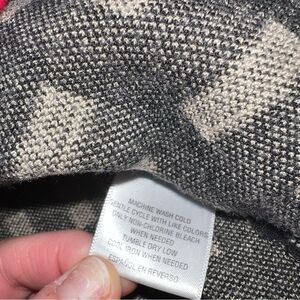 MACHINE WASH COLD
GENTLE CYCLE WITH LIKE COLORS
ONLY NON-CHLORINE BLEACH
WHEN NEEDED
TUMBLE DRY LOW
COOL IRON WHEN NEEDED
ESPAÑOL EN REVERSO